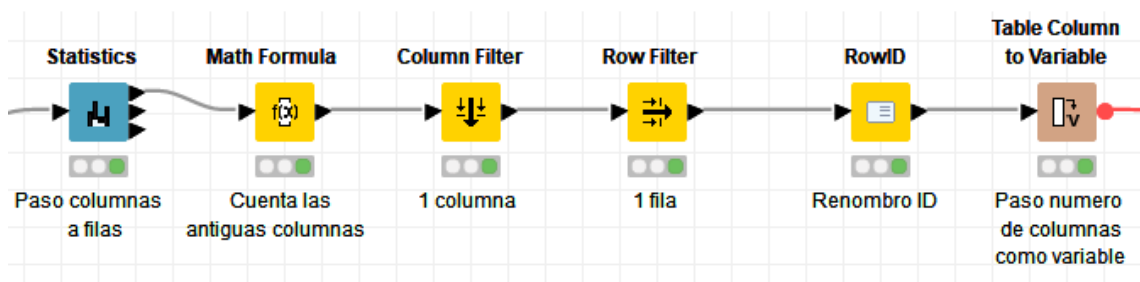 Statistics
Math Formula
Column Filter
Row Filter
RowID
Table Column
to Variable
f(x)
V
Paso columnas
a filas
Cuenta las
antiguas columnas
1 columna
1 fila
Renombro ID
Paso numero
de columnas
como variable